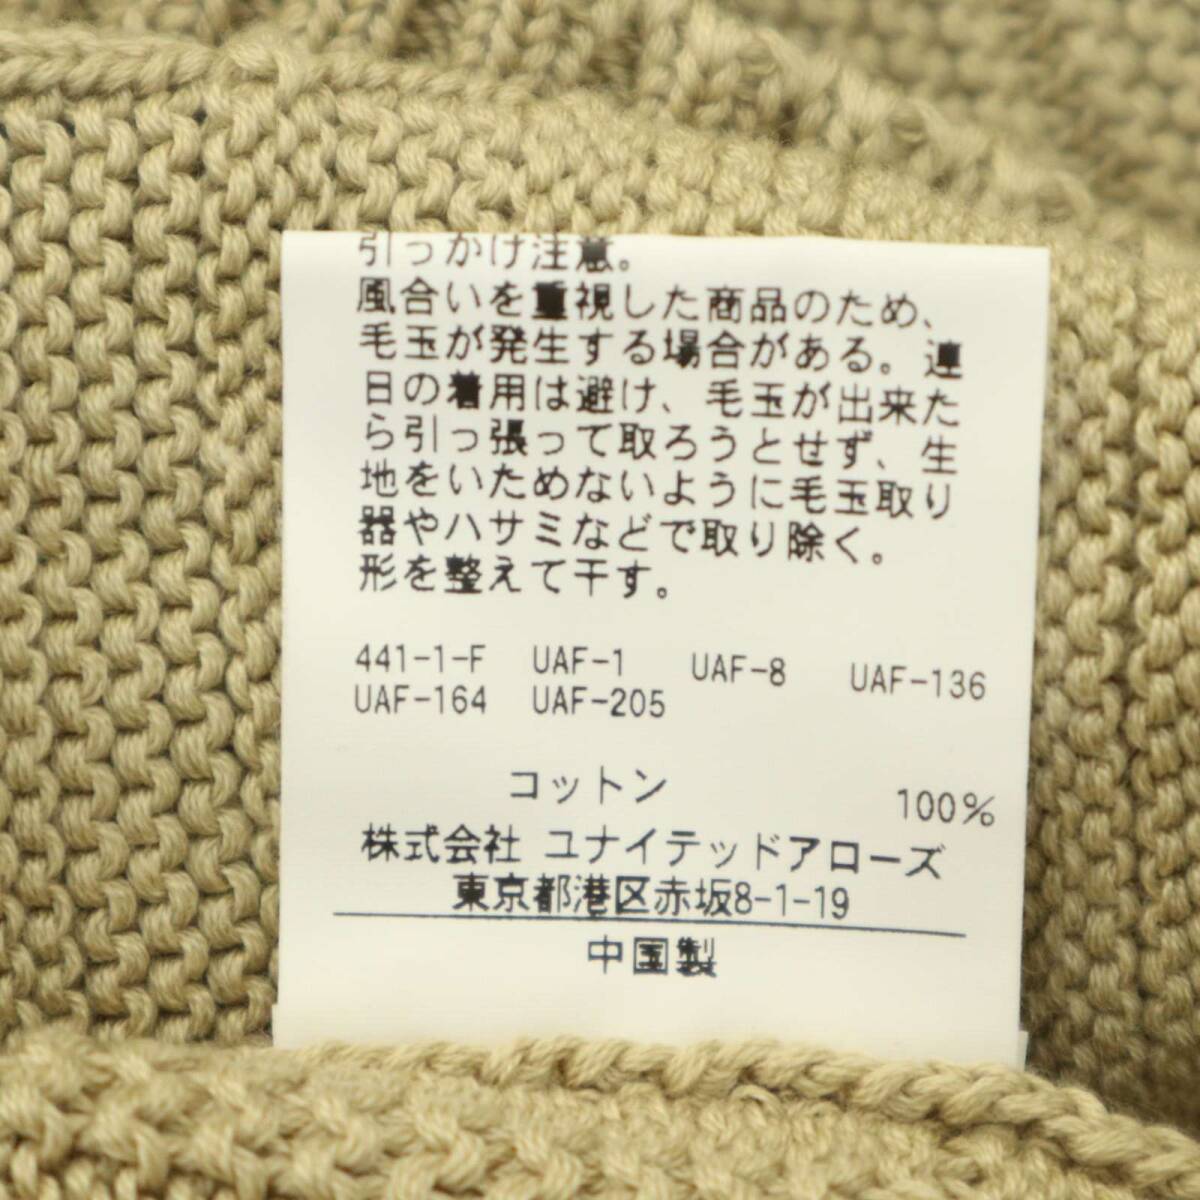 引っかけ注意。
風合いを重視した商品のため、
毛玉が発生する場合がある。連
日の着用は避け、毛玉が出来た
ら引っ張って取ろうとせず、生
地をいためないように毛玉取り
器やハサミなどで取り除く。
形を整えて干す。
441-1-F UAF-1 UAF-8 UAF-136
UAF-164 UAF-205
コットン 100%
株式会社 ユナイテッドアローズ
東京都港区赤坂8-1-19
中国製